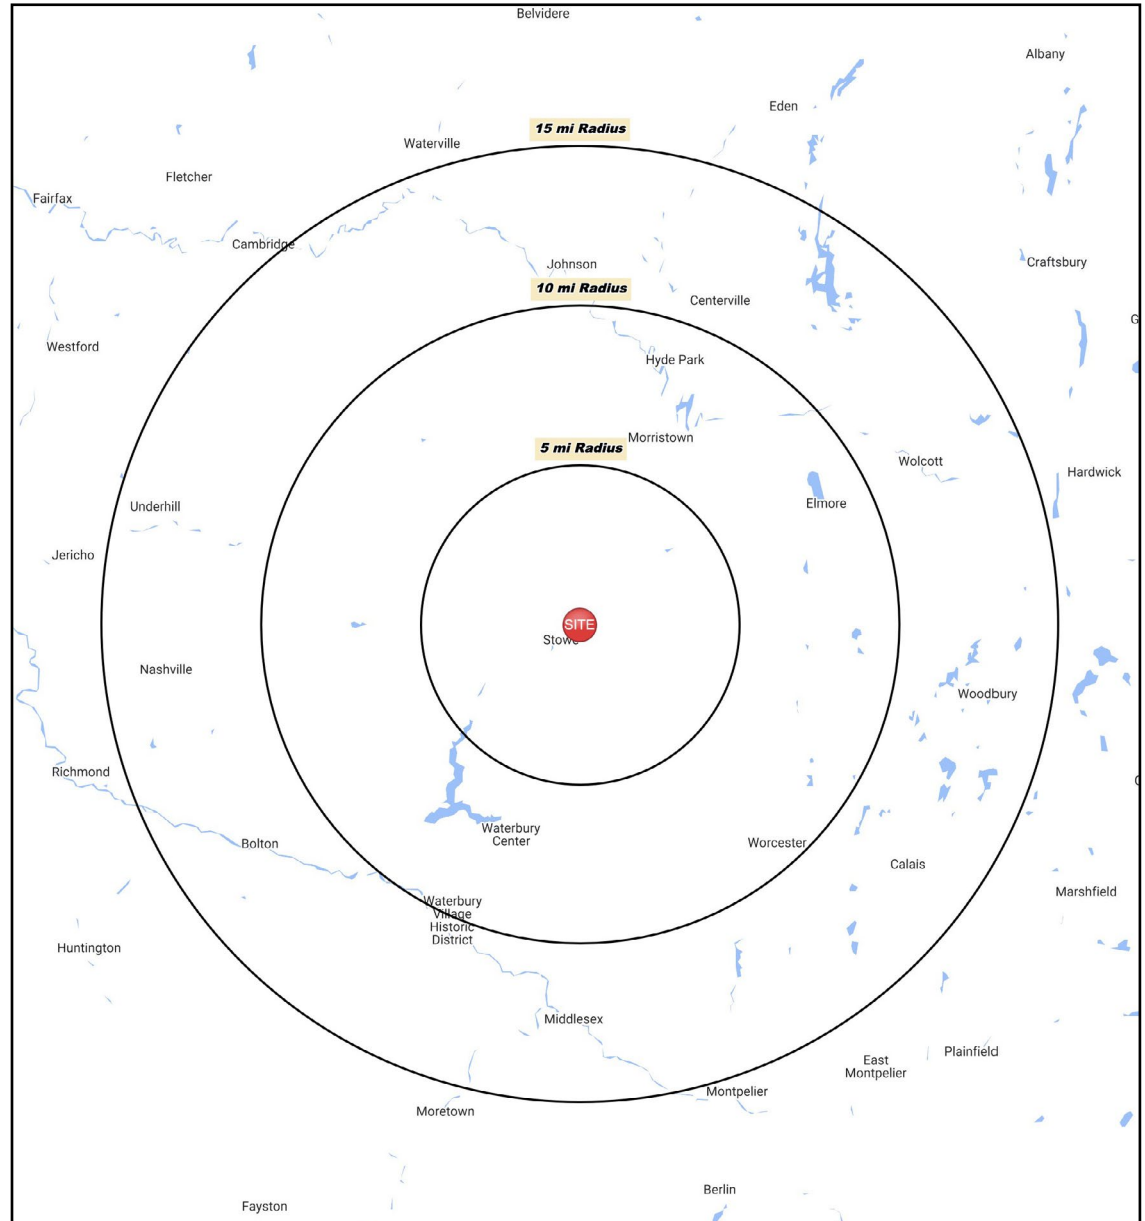 Belvidere
Albany
Eden
15 mi Radius
Waterville
Fletcher
Fairfax
Cambridge
Johnson
Craftsbury
10 mi Radius
Centerville
G
Westford
Hyde Park
Morristown
5 mi Radius
Wolcott
Hardwick
Elmore
Underhill
Jericho
SITE
Stowe
Nashville
Woodbury
Richmond
Waterbury
Center
Worcester
Bolton
Calais
Marshfield
Waterbury
Village
Historic
District
Huntington
Middlesex
Plainfield
East
Montpelier
Montpelier
Moretown
Berlin
Fayston